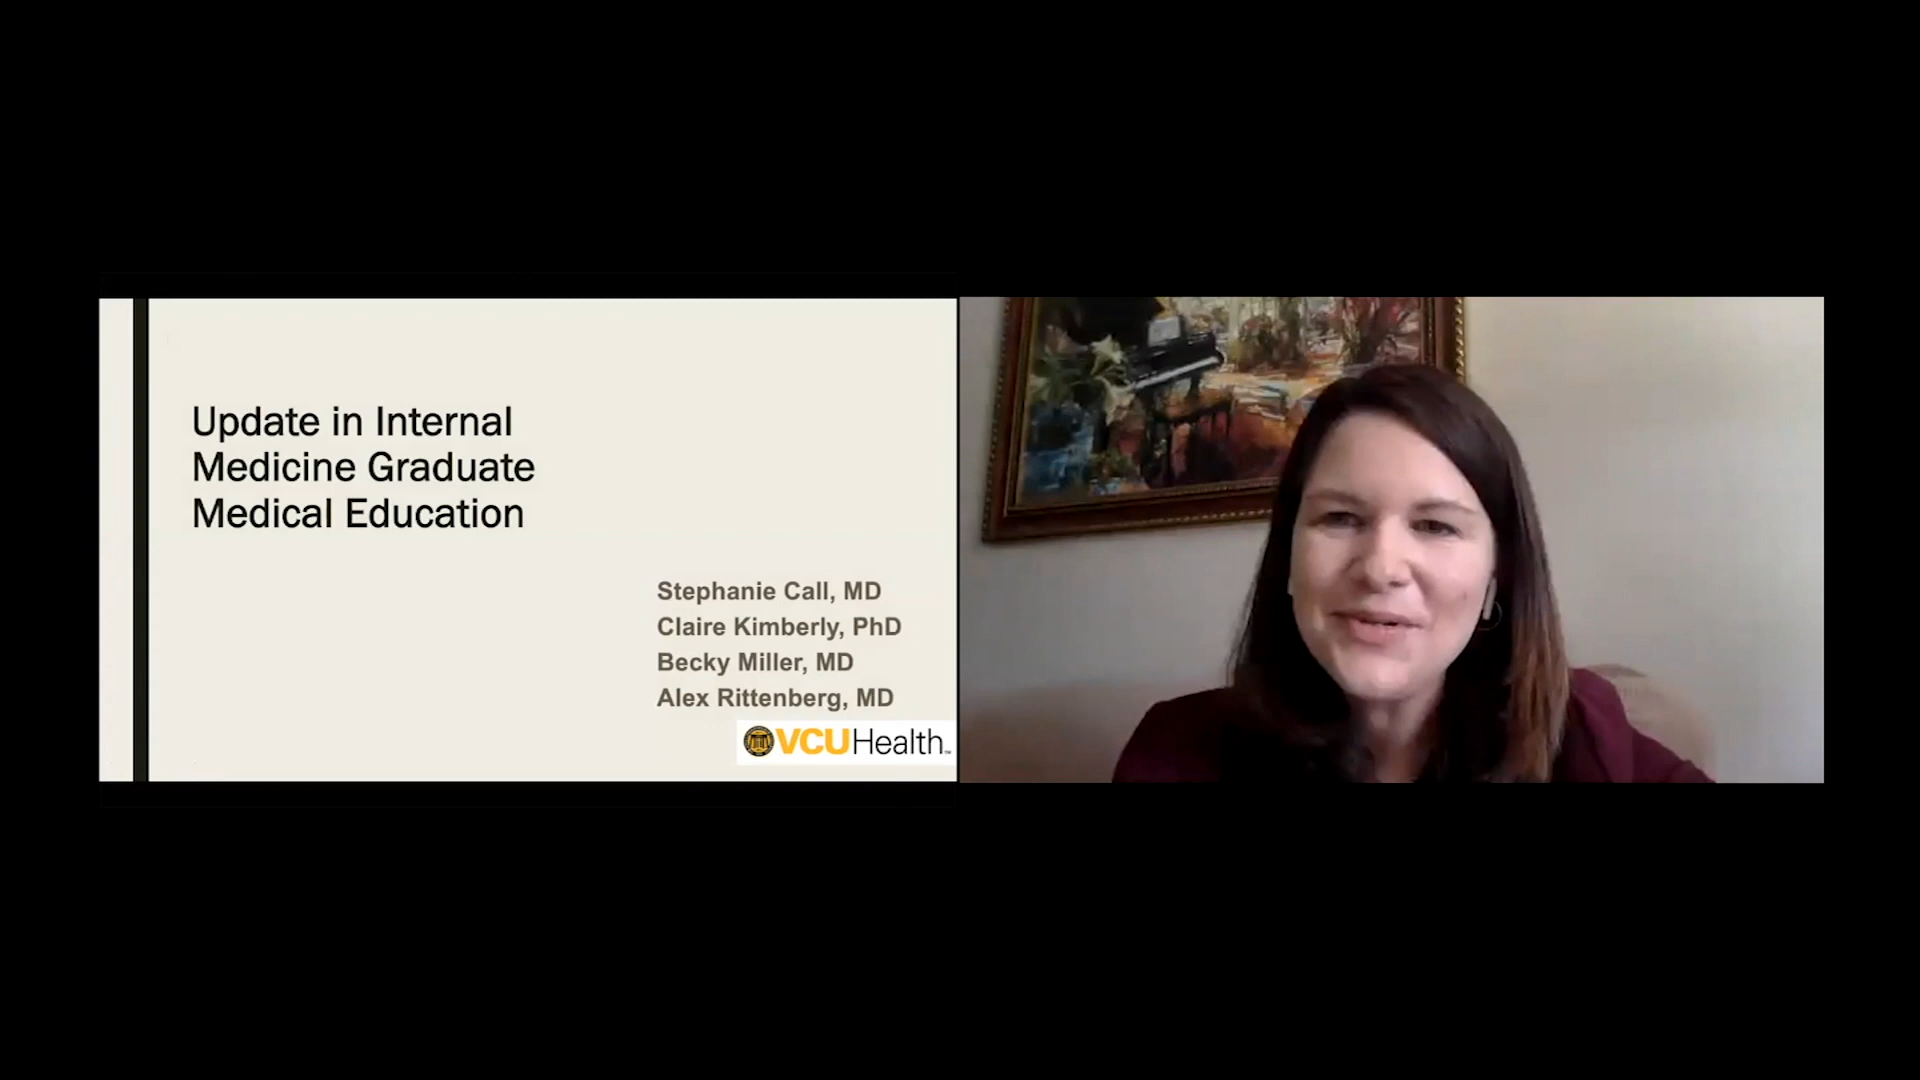 Update in Internal
Medicine Graduate
Medical Education
Stephanie Call, MD
Claire Kimberly, PhD
Becky Miller, MD
Alex Rittenberg, MD
VCUHealth™